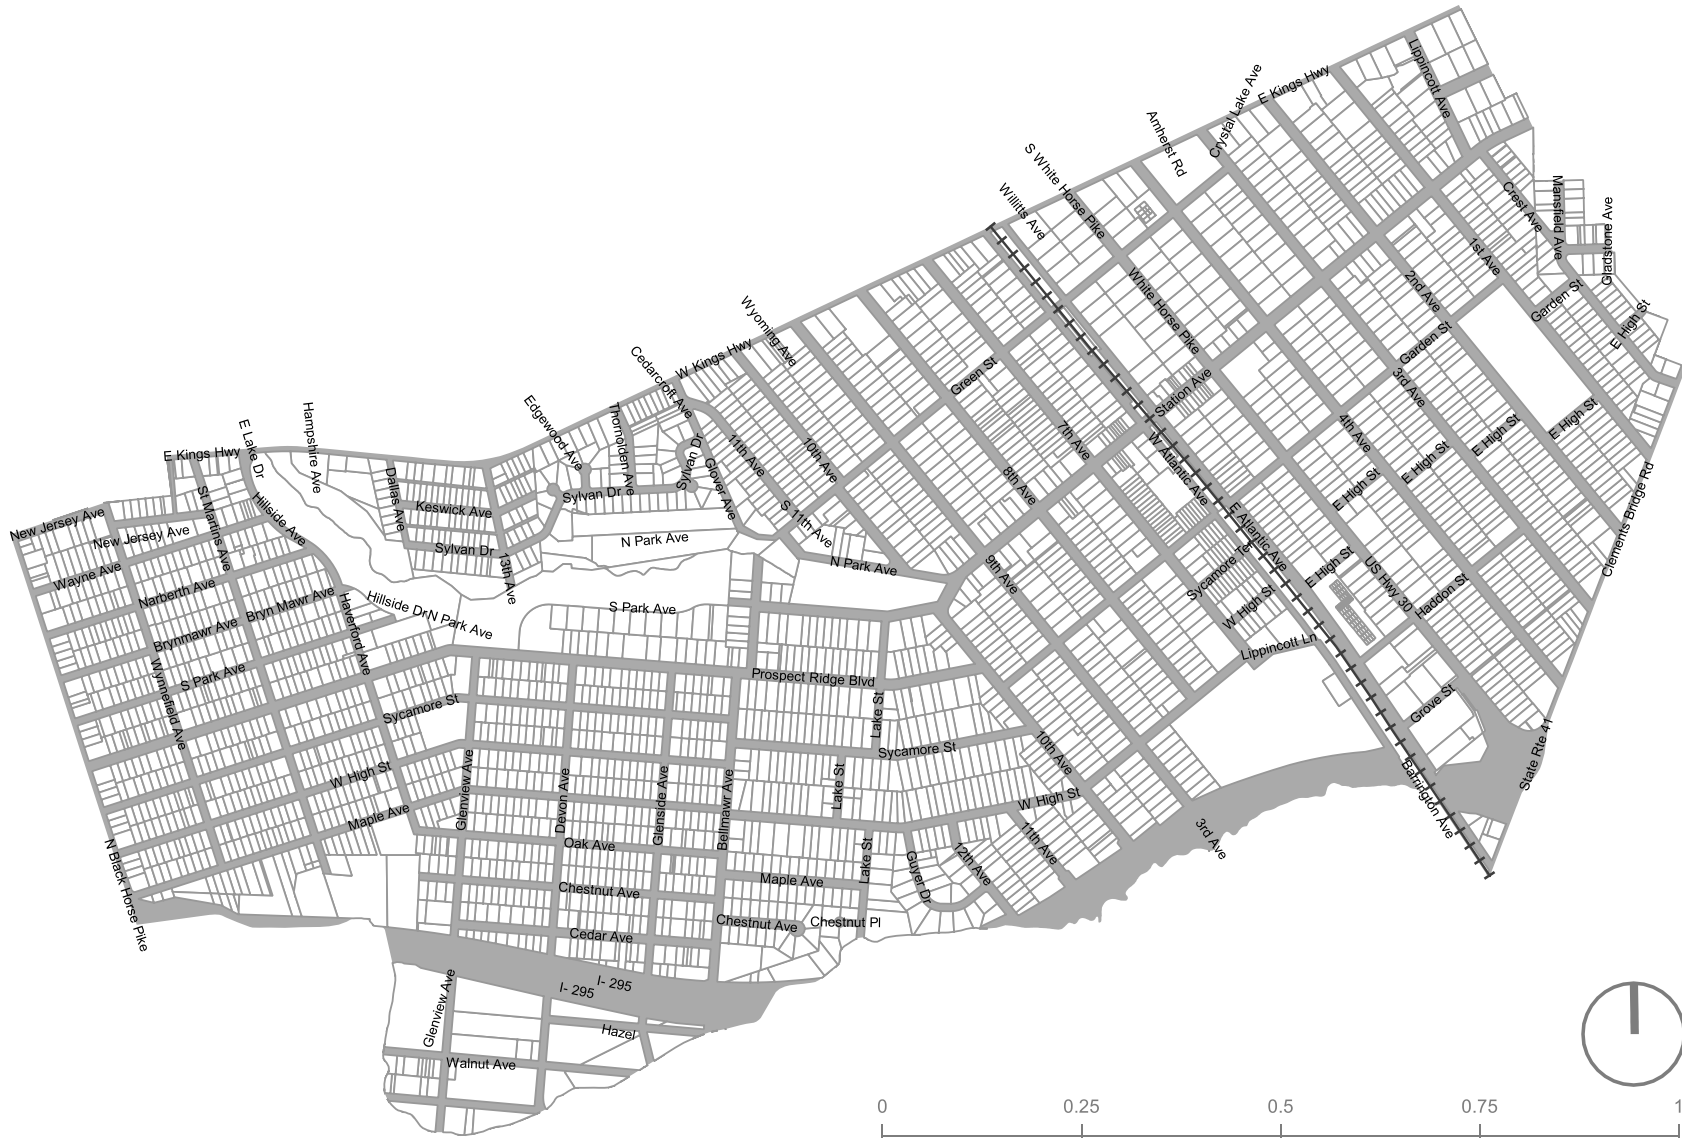 Lippincott Ave
E Kings Hwy
Crystal Lake Ave
Amherst Rd
S White Horse Pike
Willitts Ave
Crest Ave
Mansfield Ave
Gladstone Ave
1st Ave
2nd Ave
Garden St
E High St
White Horse Pike
Garden St
3rd Ave
Station Ave
Green St
Wyoming Ave
W Kings Hwy
Cedarcroft Ave
Edgewood Ave
Thornolden Ave
Sylvan Dr
Glover Ave
11th Ave
10th Ave
7th Ave
8th Ave
4th Ave
E High St
E High St
E High St
E High St
W Atlantic Ave
E Atlantic Ave
Clements Bridge Rd
E Kings Hwy
E Lake Dr
Hampshire Ave
Dallas Ave
Keswick Ave
Sylvan Dr
Sylvan Dr
13th Ave
N Park Ave
S 11th Ave
N Park Ave
9th Ave
St Martins Ave
Hillside Ave
New Jersey Ave
New Jersey Ave
Wayne Ave
Narberth Ave
Bryn Mawr Ave
Brynmawr Ave
Haverford Ave
Hillside Dr
N Park Ave
S Park Ave
S Park Ave
Wynnefield Ave
Sycamore Te
W High St
E High St
US Hwy 30
Haddon St
Lippincott Ln
Grove St
Prospect Ridge Blvd
Lake St
Sycamore St
Sycamore St
10th Ave
State Rte 41
Barrington Ave
W High St
Maple Ave
Glenview Ave
Devon Ave
Glenside Ave
Bellmawr Ave
Lake St
W High St
3rd Ave
11th Ave
12th Ave
Guyer Dr
Lake St
Oak Ave
Maple Ave
Chestnut Ave
Chestnut Ave
Chestnut Pl
Cedar Ave
N Black Horse Pike
I- 295
I- 295
Glenview Ave
Hazel
Walnut Ave
0 0.25 0.5 0.75 1